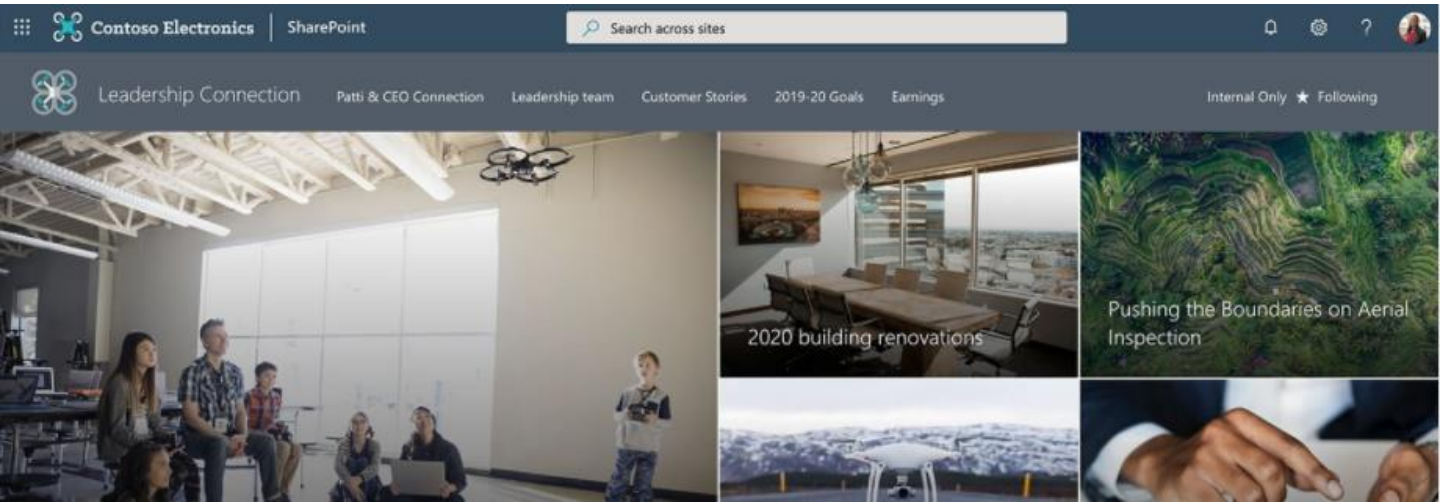 Contoso Electronics SharePoint Search across sites ?
Leadership Connection Patti & CEO Connection Leadership team Customer Stories 2019-20 Goals Earnings Internal Only ★ Following
2020 building renovations
Pushing the Boundaries on Aerial
Inspection